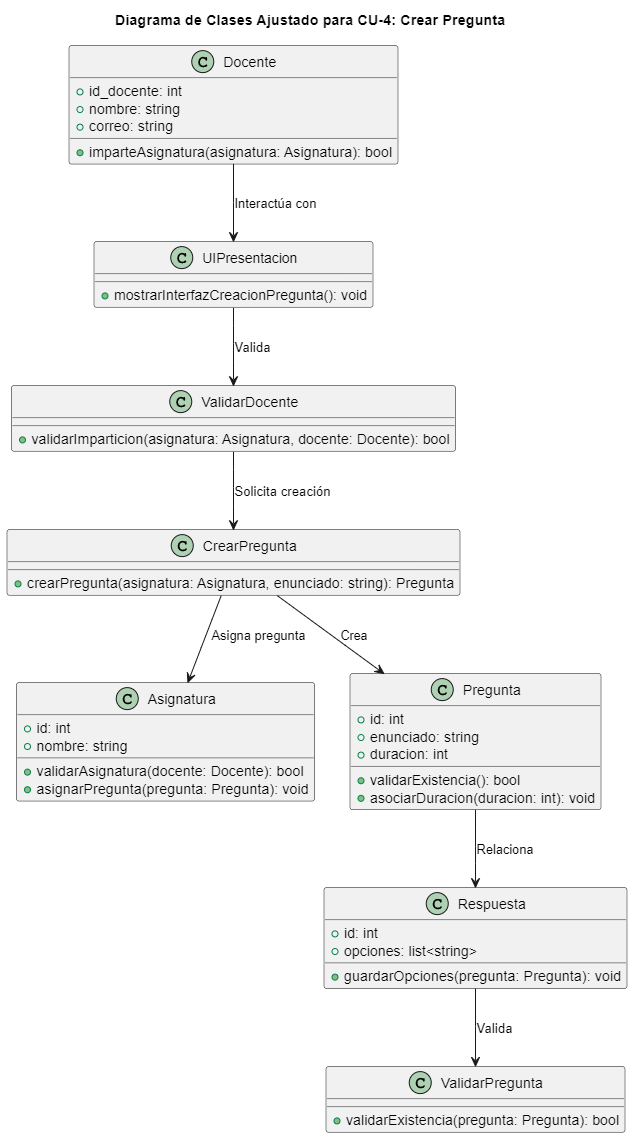 Diagrama de Clases Ajustado para CU-4: Crear Pregunta
C Docente
id_docente: int
nombre: string
correo: string
imparteAsignatura(asignatura: Asignatura): bool
Interactúa con
C UIPresentacion
mostrarInterfazCreacionPregunta(): void
Valida
C ValidarDocente
validarImparticion(asignatura: Asignatura, docente: Docente): bool
Solicita creación
C CrearPregunta
crearPregunta(asignatura: Asignatura, enunciado: string): Pregunta
Asigna pregunta
Crea
C Asignatura
id: int
nombre: string
validarAsignatura(docente: Docente): bool
asignarPregunta(pregunta: Pregunta): void
C Pregunta
id: int
enunciado: string
duracion: int
validarExistencia(): bool
asociarDuracion(duracion: int): void
Relaciona
C Respuesta
id: int
opciones: list<string>
guardarOpciones(pregunta: Pregunta): void
Valida
C ValidarPregunta
validarExistencia(pregunta: Pregunta): bool